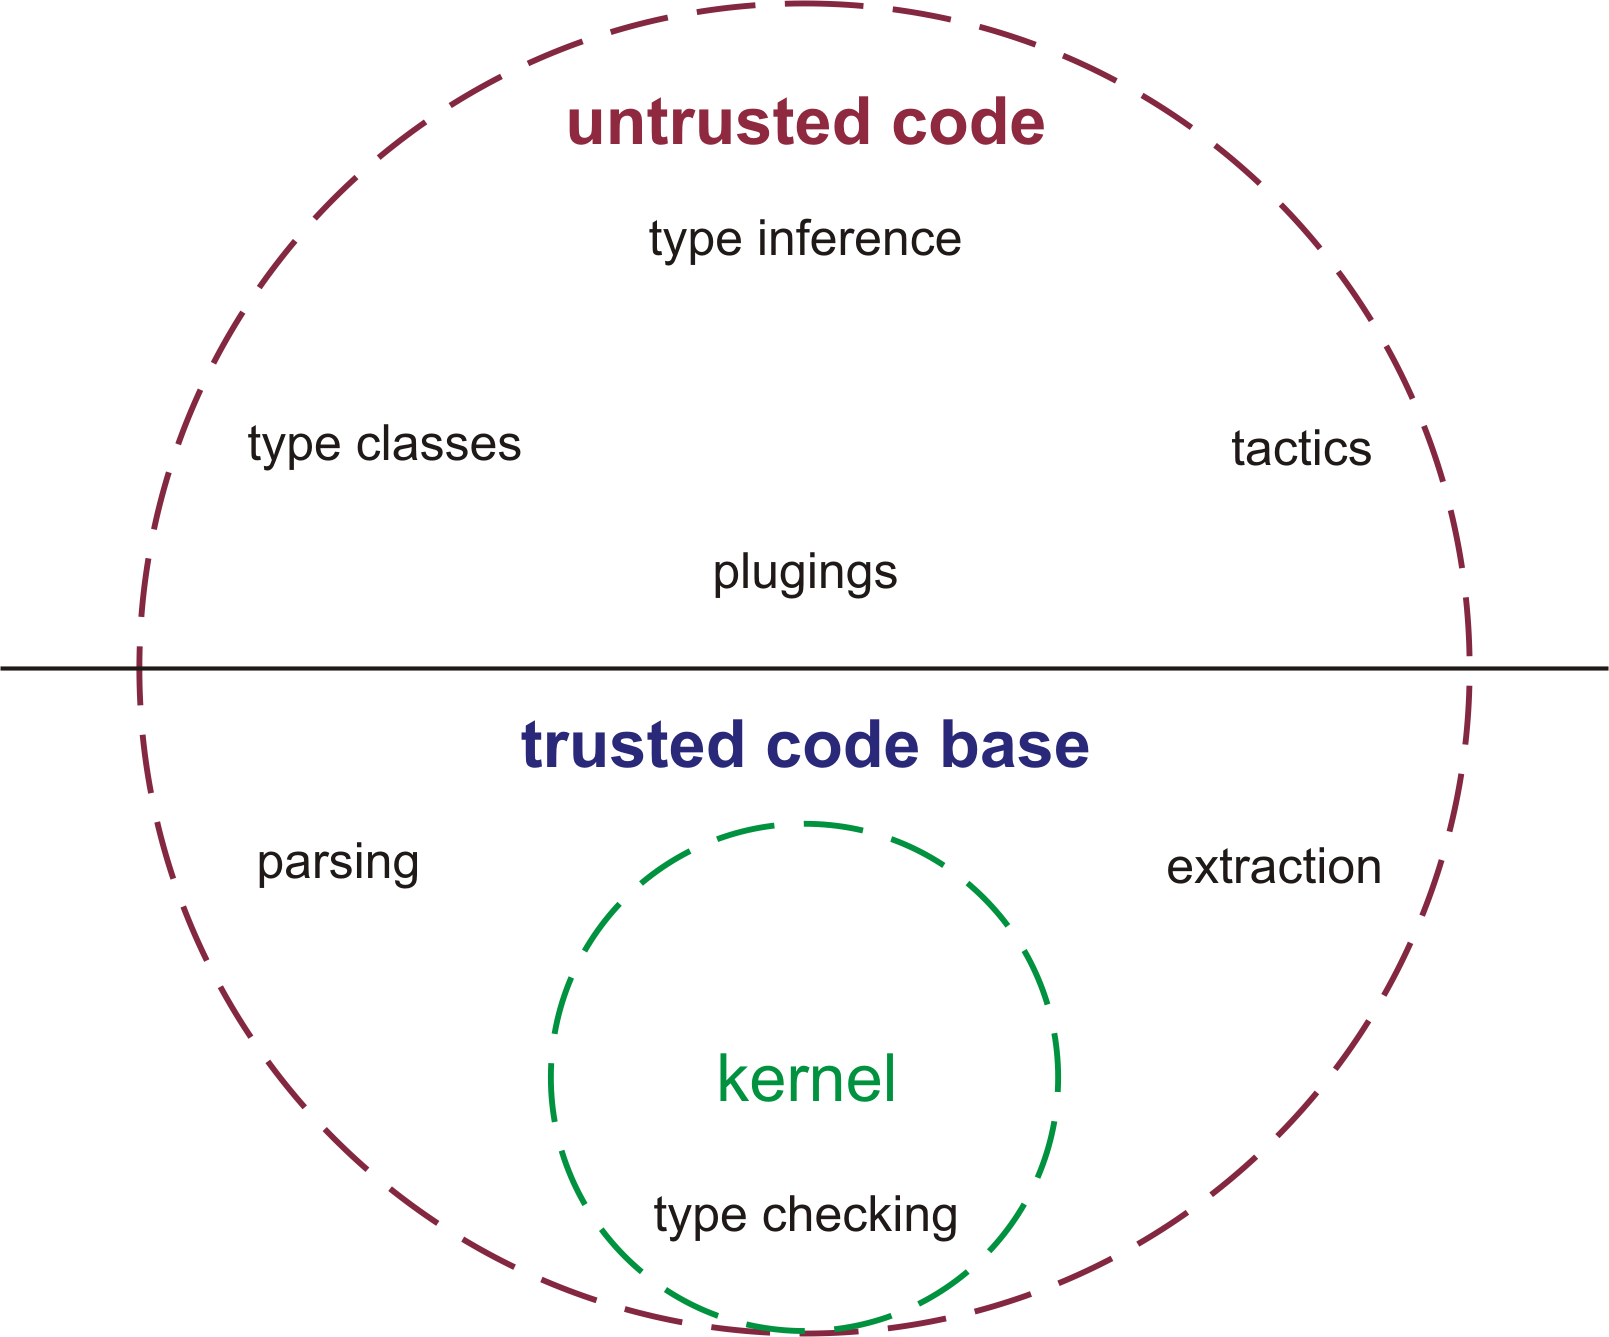 untrusted code
type inference
type classes
tactics
plugings
trusted code base
parsing
extraction
kernel
type checking